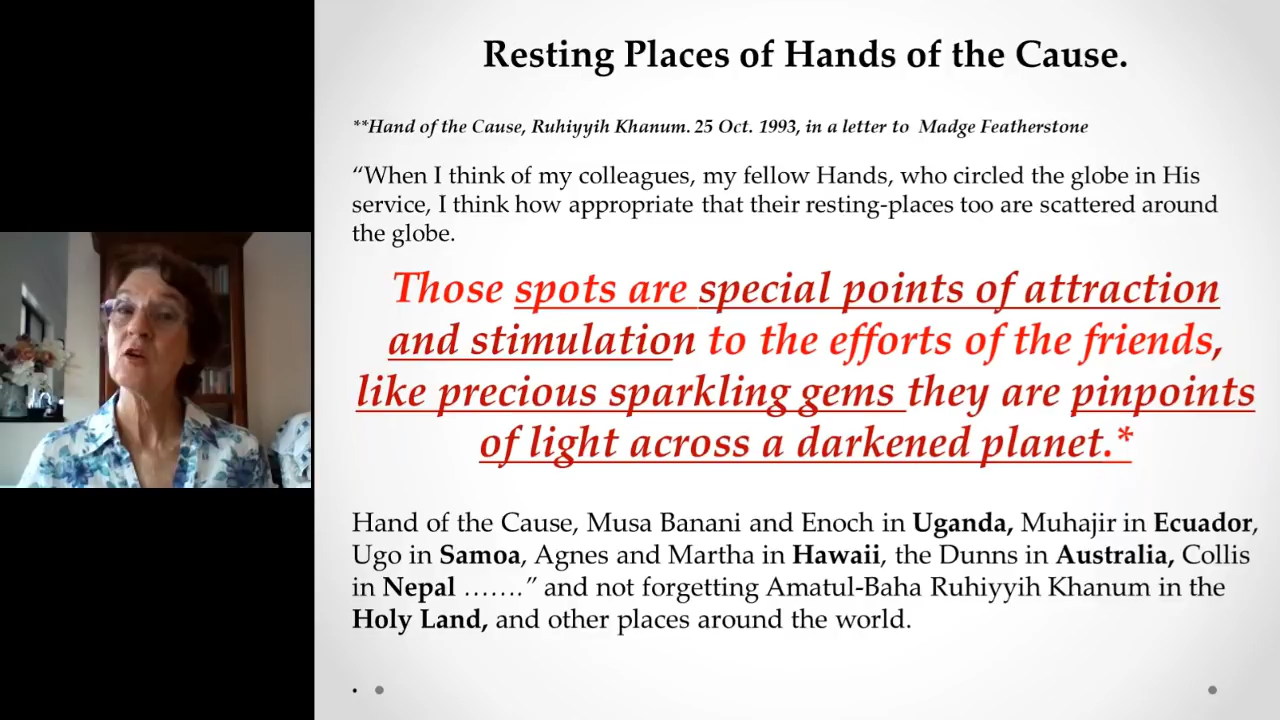 Resting Places of Hands of the Cause.
**Hand of the Cause, Ruhiyyih Khanum. 25 Oct. 1993, in a letter to Madge Featherstone
“When I think of my colleagues, my fellow Hands, who circled the globe in His
service, I think how appropriate that their resting-places too are scattered around
the globe.
Those spots are special points of attraction
and stimulation to the efforts of the friends,
like precious sparkling gems they are pinpoints
of light across a darkened planet.*
Hand of the Cause, Musa Banani and Enoch in Uganda, Muhajir in Ecuador,
Ugo in Samoa, Agnes and Martha in Hawaii, the Dunns in Australia, Collis
in Nepal …….” and not forgetting Amatul-Baha Ruhiyyih Khanum in the
Holy Land, and other places around the world.